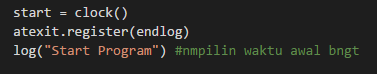 start = clock()
atexit.register(endlog)
log("Start Program") #nmpilin waktu awal bngt